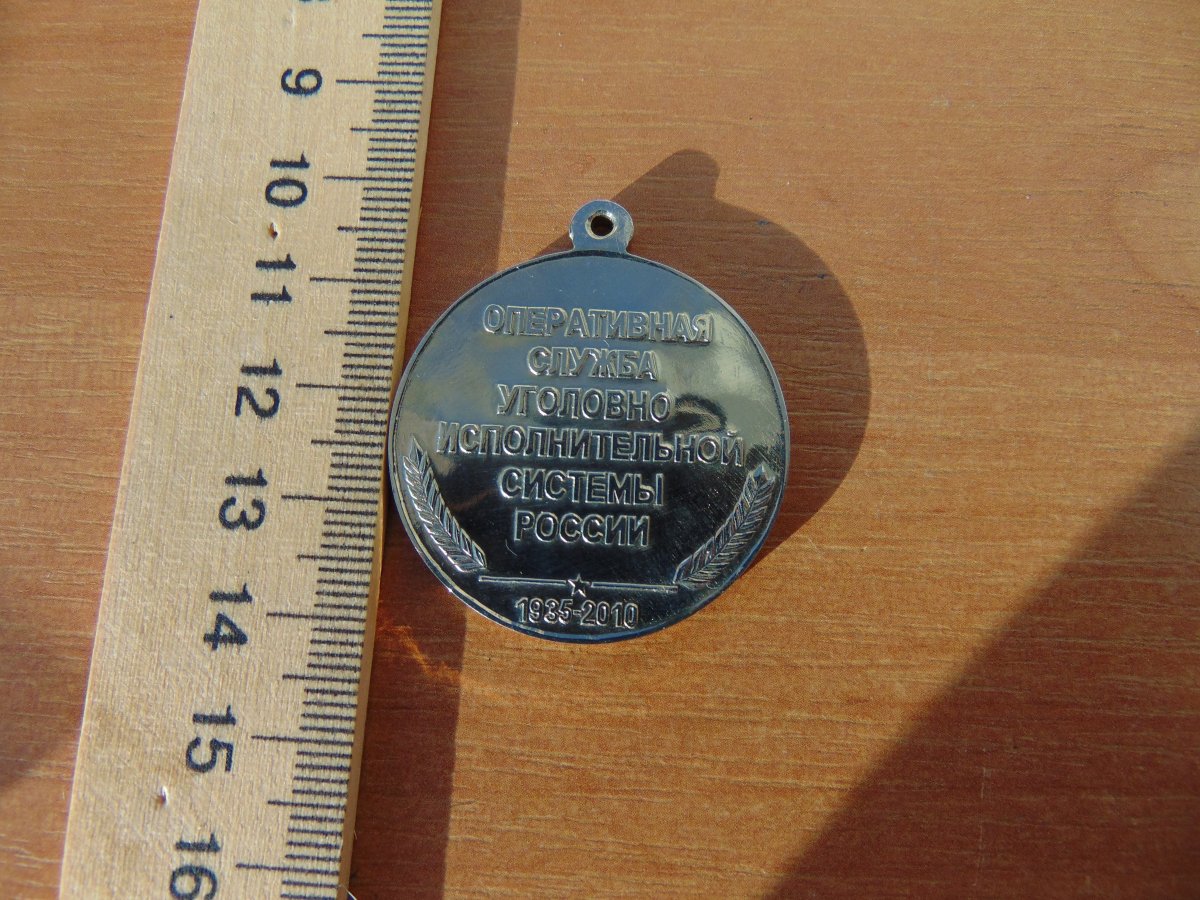 9
10
11
12
13
14
15
16
ОПЕРАТИВНАЯ
СЛУЖБА
УГОЛОВНО
ИСПОЛНИТЕЛЬНОЙ
СИСТЕМЫ
РОССИИ
1935-2010